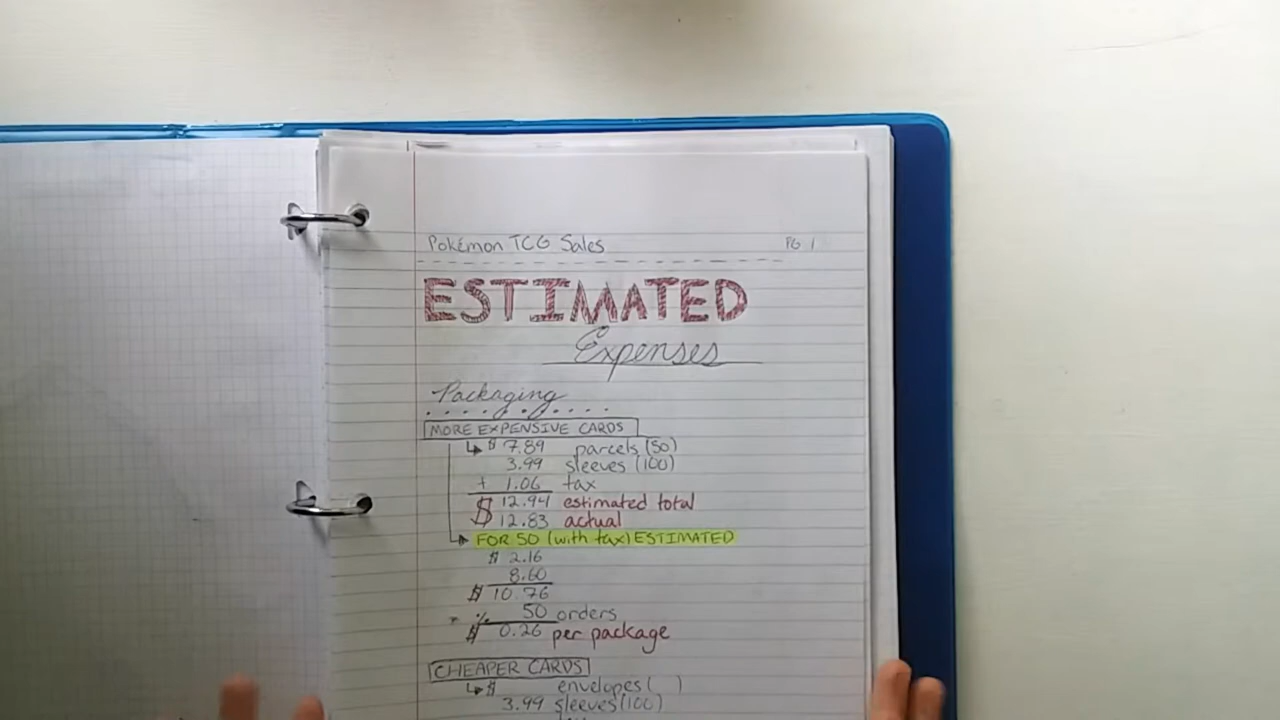 Pokémon TCG Sales PG 1
ESTIMATED
Expenses
Packaging
MORE EXPENSIVE CARDS
$ 7.89 parcels (50)
3.99 sleeves (100)
+ 1.06 tax
$ 12.94 estimated total
$ 12.83 actual
FOR 50 (with tax) ESTIMATED
$ 2.16
8.60
$ 10.76
% 50 orders
$ 0.26 per package
CHEAPER CARDS
$ envelopes ( )
3.99 sleeves (100)